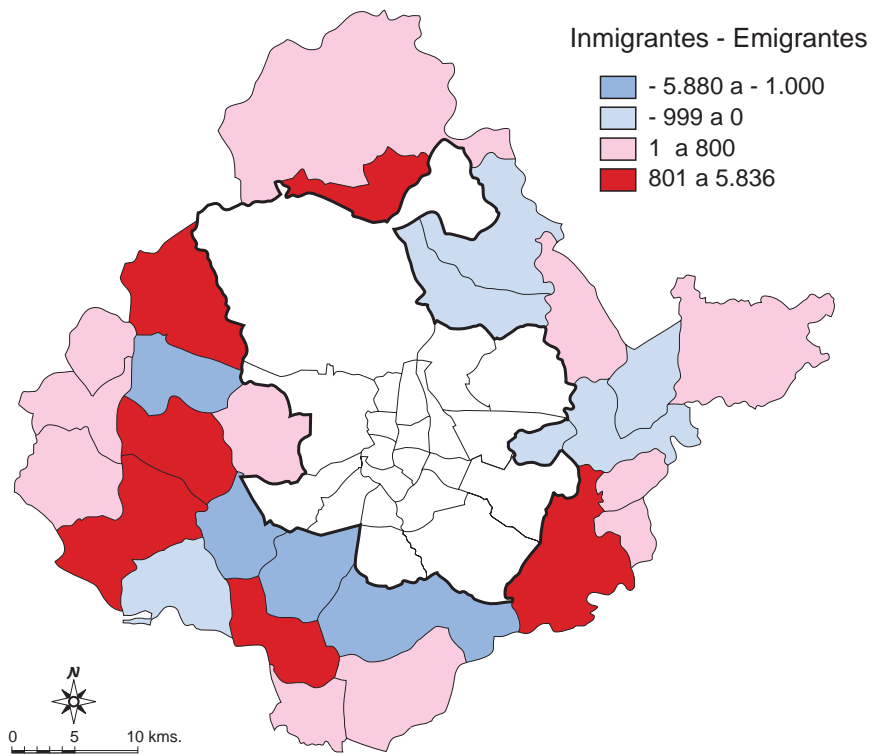 Inmigrantes - Emigrantes
- 5.880 a - 1.000
- 999 a 0
1 a 800
801 a 5.836
N
0 5 10 kms.